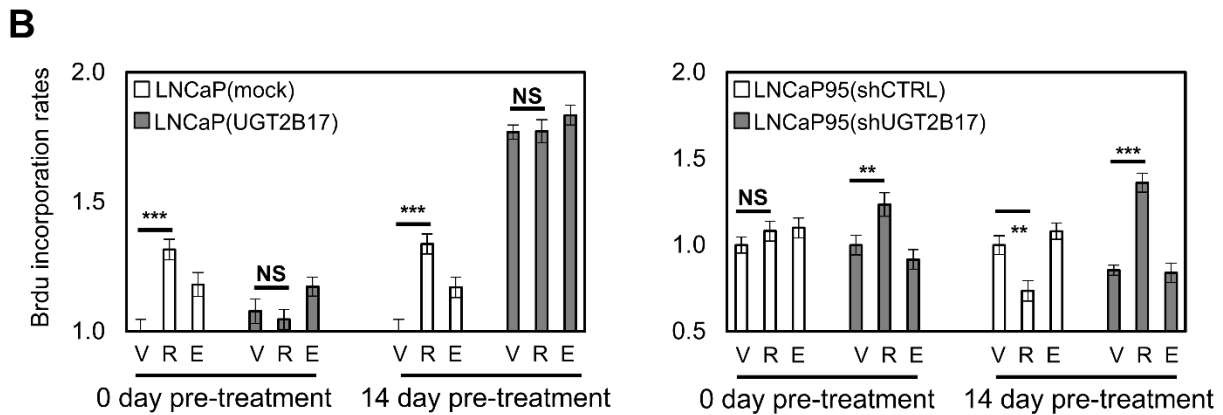 B
Brdu incorporation rates
2.0
1.5
1.0
LNCaP(mock)
LNCaP(UGT2B17)
***
NS
***
NS
V R E V R E V R E V R E
0 day pre-treatment 14 day pre-treatment
2.0
1.5
1.0
0.5
LNCaP95(shCTRL)
LNCaP95(shUGT2B17)
NS
**
**
***
V R E V R E V R E V R E
0 day pre-treatment 14 day pre-treatment